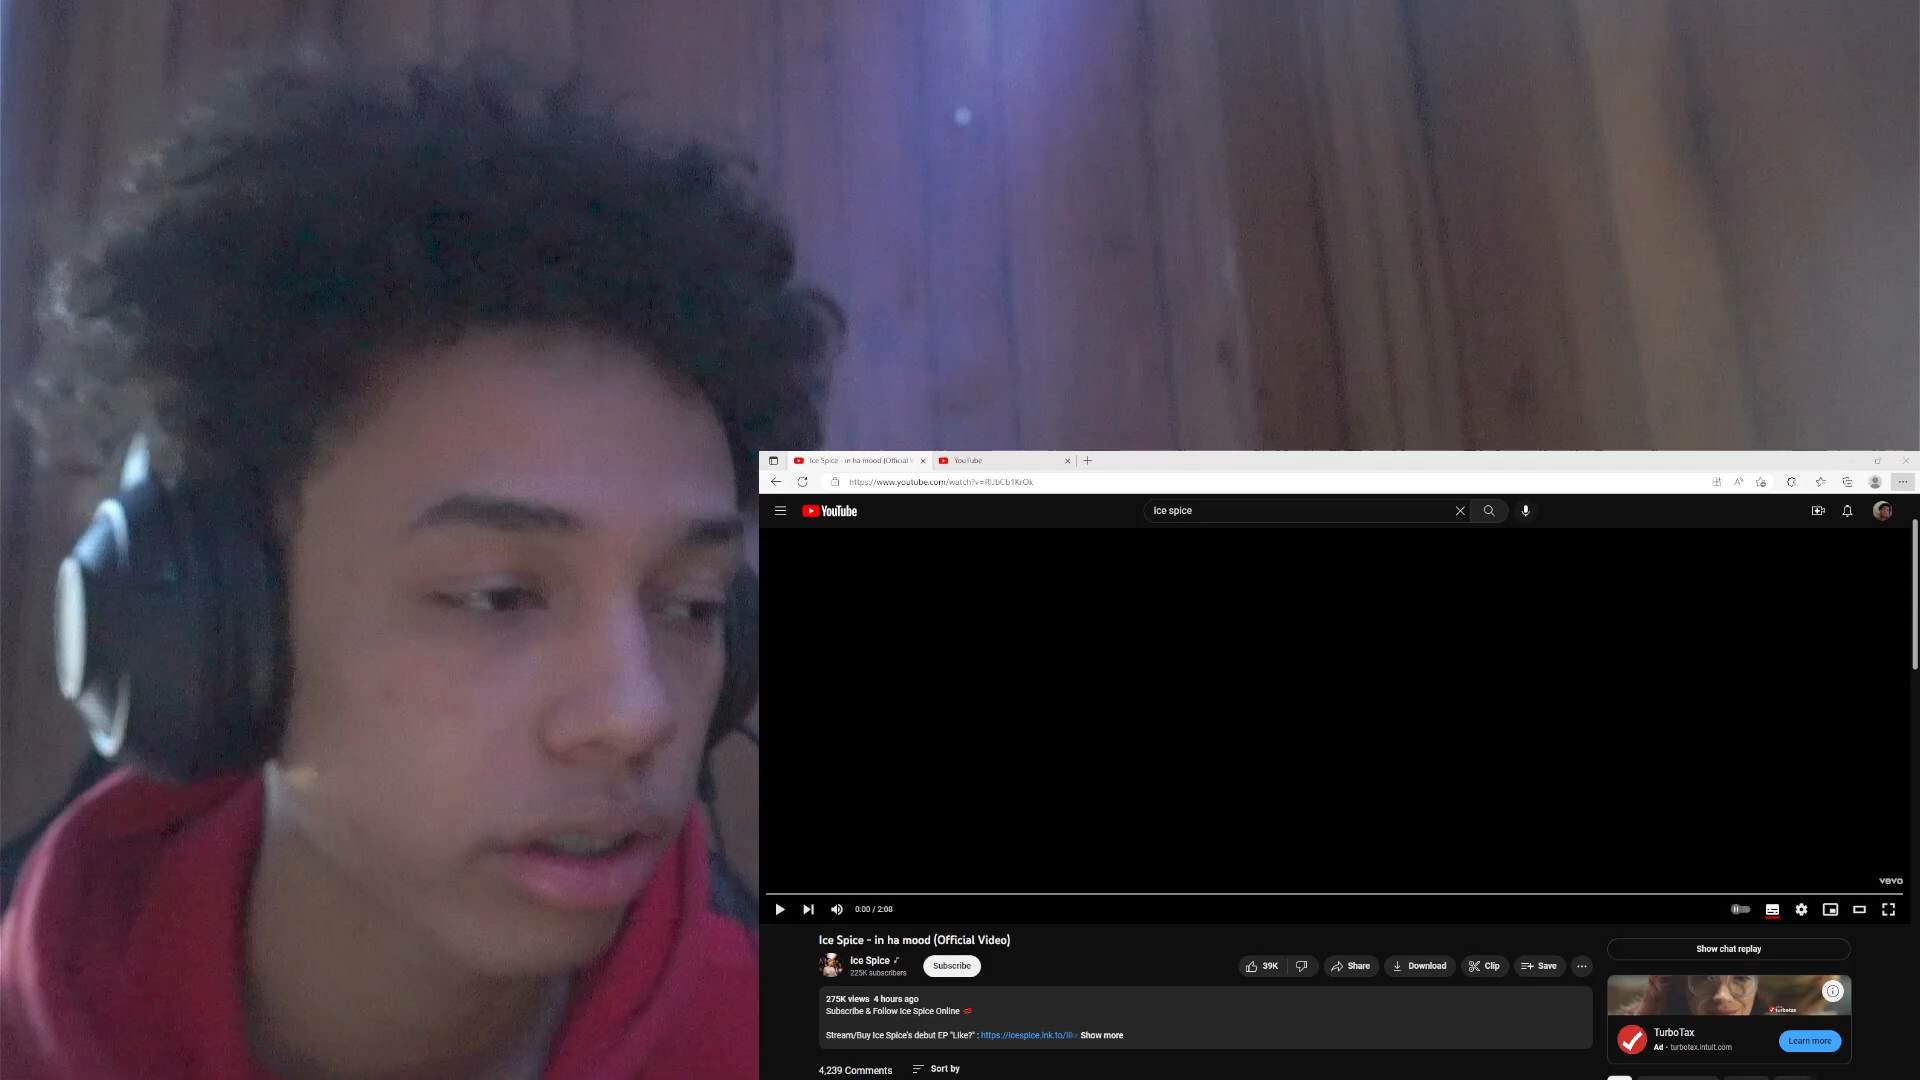 Ice Spice - in ha mood (Official V
YouTube
https://www.youtube.com/watch?v=RlJbCb1KrOk
YouTube
ice spice
vevo
0:00 / 2:08
Ice Spice - in ha mood (Official Video)
Ice Spice
225K subscribers
Subscribe
39K
Share
Download
Clip
Save
Show chat replay
275K views 4 hours ago
Subscribe & Follow Ice Spice Online
Stream/Buy Ice Spice's debut EP "Like?" : https://icespice.lnk.to/lik Show more
TurboTax
Ad · turbotax.intuit.com
Learn more
4,239 Comments
Sort by